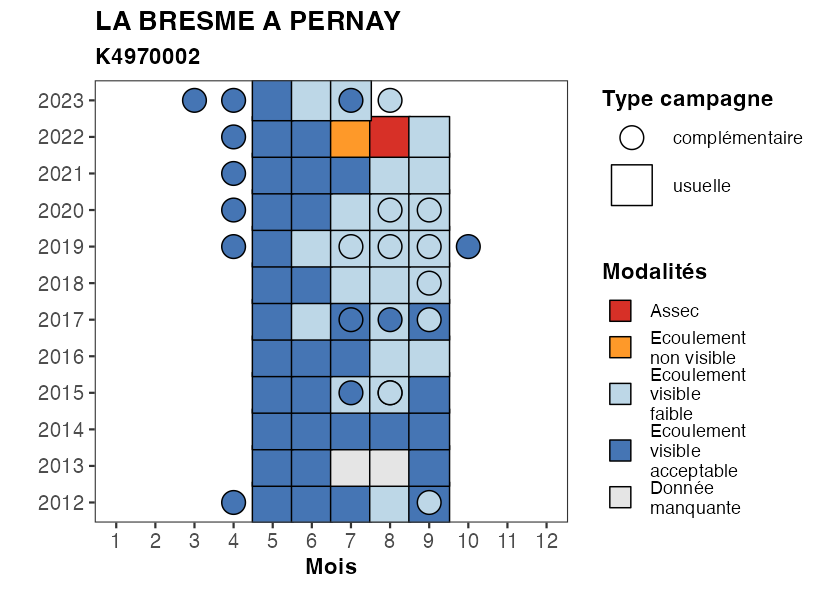 LA BRESME A PERNAY
K4970002
2023
2022
2021
2020
2019
2018
2017
2016
2015
2014
2013
2012
1 2 3 4 5 6 7 8 9 10 11 12
Mois
Type campagne
complémentaire
usuelle
Modalités
Assec
Ecoulement
non visible
Ecoulement
visible
faible
Ecoulement
visible
acceptable
Donnée
manquante